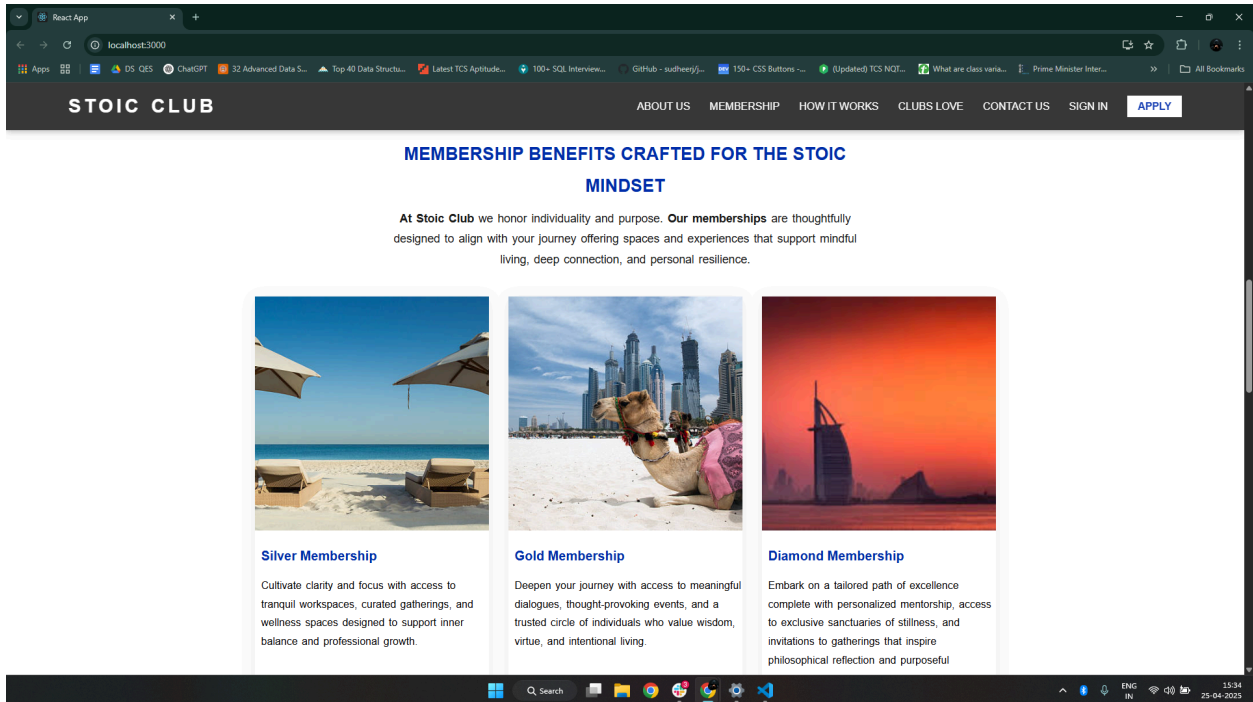 React App
localhost:3000
Apps
DS QES
ChatGPT
32 Advanced Data S...
Top 40 Data Structu...
Latest TCS Aptitude...
100+ SQL Interview...
GitHub - sudheerj/j...
DEV
150+ CSS Buttons -...
(Updated) TCS NQT...
What are class varia...
Prime Minister Inter...
»
All Bookmarks
STOIC CLUB
ABOUT US
MEMBERSHIP
HOW IT WORKS
CLUBS LOVE
CONTACT US
SIGN IN
APPLY
MEMBERSHIP BENEFITS CRAFTED FOR THE STOIC
MINDSET
At Stoic Club we honor individuality and purpose. Our memberships are thoughtfully
designed to align with your journey offering spaces and experiences that support mindful
living, deep connection, and personal resilience.
Silver Membership
Cultivate clarity and focus with access to
tranquil workspaces, curated gatherings, and
wellness spaces designed to support inner
balance and professional growth.
Gold Membership
Deepen your journey with access to meaningful
dialogues, thought-provoking events, and a
trusted circle of individuals who value wisdom,
virtue, and intentional living.
Diamond Membership
Embark on a tailored path of excellence
complete with personalized mentorship, access
to exclusive sanctuaries of stillness, and
invitations to gatherings that inspire
philosophical reflection and purposeful
Search
ENG
IN
15:34
25-04-2025